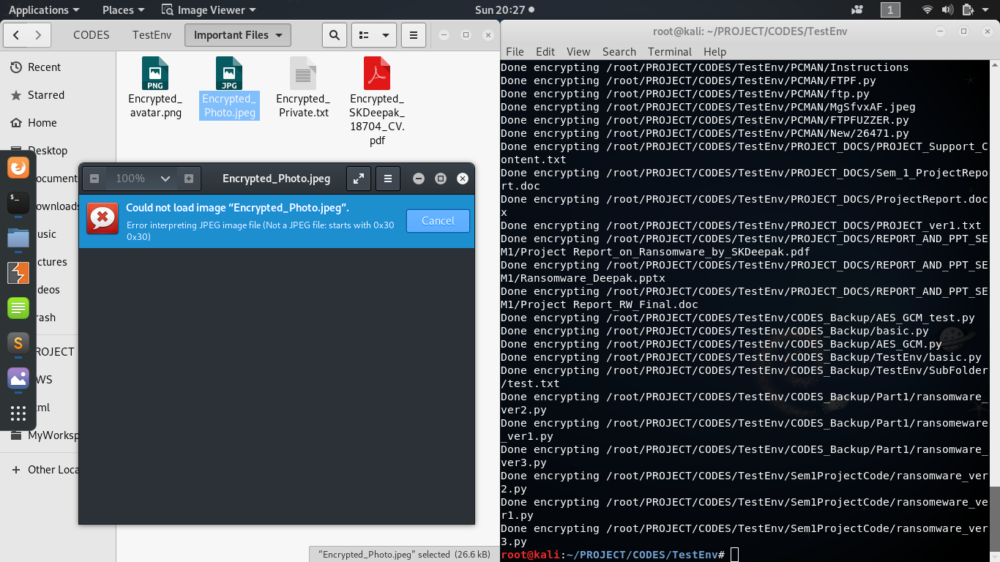 Applications Places Image Viewer Sun 20:27 1
CODES TestEnv Important Files
Recent
Starred
Home
Desktop
ocument
ownloads
usic
ctures
deos
rash
ROJECT
WS
ml
MyWorksp
Other Loca
PNG
Encrypted_
avatar.png
JPG
Encrypted_
Photo.jpeg
Encrypted_
Private.txt
Encrypted_
SKDeepak_
18704_CV.
pdf
100% Encrypted_Photo.jpeg
Could not load image “Encrypted_Photo.jpeg”.
Error interpreting JPEG image file (Not a JPEG file: starts with 0x30
0x30)
Cancel
“Encrypted_Photo.jpeg” selected (26.6 kB)
root@kali: ~/PROJECT/CODES/TestEnv
File Edit View Search Terminal Help
Done encrypting /root/PROJECT/CODES/TestEnv/PCMAN/Instructions
Done encrypting /root/PROJECT/CODES/TestEnv/PCMAN/FTPF.py
Done encrypting /root/PROJECT/CODES/TestEnv/PCMAN/ftp.py
Done encrypting /root/PROJECT/CODES/TestEnv/PCMAN/MgSfvxAF.jpeg
Done encrypting /root/PROJECT/CODES/TestEnv/PCMAN/FTPFUZZER.py
Done encrypting /root/PROJECT/CODES/TestEnv/PCMAN/New/26471.py
Done encrypting /root/PROJECT/CODES/TestEnv/PROJECT_DOCS/PROJECT_Support_C
ontent.txt
Done encrypting /root/PROJECT/CODES/TestEnv/PROJECT_DOCS/Sem_1_ProjectRepo
rt.doc
Done encrypting /root/PROJECT/CODES/TestEnv/PROJECT_DOCS/ProjectReport.doc
x
Done encrypting /root/PROJECT/CODES/TestEnv/PROJECT_DOCS/PROJECT_ver1.txt
Done encrypting /root/PROJECT/CODES/TestEnv/PROJECT_DOCS/REPORT_AND_PPT_SE
M1/Project Report_on_Ransomware_by_SKDeepak.pdf
Done encrypting /root/PROJECT/CODES/TestEnv/PROJECT_DOCS/REPORT_AND_PPT_SE
M1/Ransomware_Deepak.pptx
Done encrypting /root/PROJECT/CODES/TestEnv/PROJECT_DOCS/REPORT_AND_PPT_SE
M1/Project Report_RW_Final.doc
Done encrypting /root/PROJECT/CODES/TestEnv/CODES_Backup/AES_GCM_test.py
Done encrypting /root/PROJECT/CODES/TestEnv/CODES_Backup/basic.py
Done encrypting /root/PROJECT/CODES/TestEnv/CODES_Backup/AES_GCM.py
Done encrypting /root/PROJECT/CODES/TestEnv/CODES_Backup/TestEnv/basic.py
Done encrypting /root/PROJECT/CODES/TestEnv/CODES_Backup/TestEnv/SubFolder
/test.txt
Done encrypting /root/PROJECT/CODES/TestEnv/CODES_Backup/Part1/ransomware_
ver2.py
Done encrypting /root/PROJECT/CODES/TestEnv/CODES_Backup/Part1/ransomeware
_ver1.py
Done encrypting /root/PROJECT/CODES/TestEnv/CODES_Backup/Part1/ransomware_
ver3.py
Done encrypting /root/PROJECT/CODES/TestEnv/Sem1ProjectCode/ransomware_ver
2.py
Done encrypting /root/PROJECT/CODES/TestEnv/Sem1ProjectCode/ransomeware_ve
r1.py
Done encrypting /root/PROJECT/CODES/TestEnv/Sem1ProjectCode/ransomware_ver
3.py
root@kali:~/PROJECT/CODES/TestEnv#